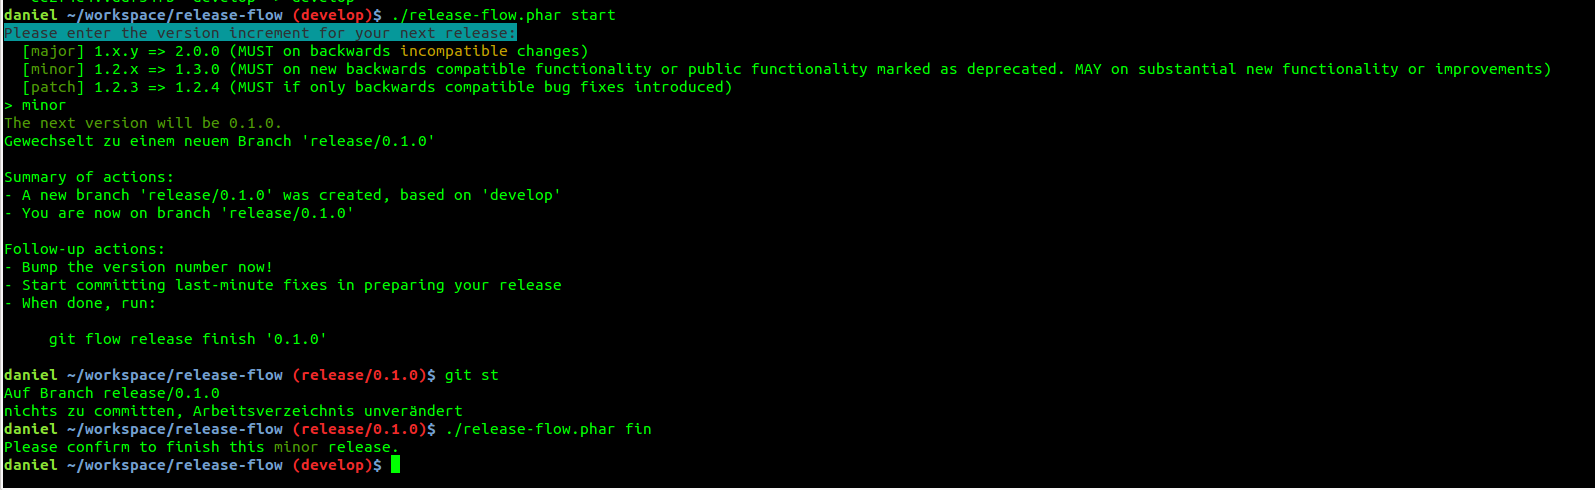 daniel ~/workspace/release-flow (develop)$ ./release-flow.phar start
Please enter the version increment for your next release:
  [major] 1.x.y => 2.0.0 (MUST on backwards incompatible changes)
  [minor] 1.2.x => 1.3.0 (MUST on new backwards compatible functionality or public functionality marked as deprecated. MAY on substantial new functionality or improvements)
  [patch] 1.2.3 => 1.2.4 (MUST if only backwards compatible bug fixes introduced)
> minor
The next version will be 0.1.0.
Gewechselt zu einem neuem Branch 'release/0.1.0'

Summary of actions:
- A new branch 'release/0.1.0' was created, based on 'develop'
- You are now on branch 'release/0.1.0'

Follow-up actions:
- Bump the version number now!
- Start committing last-minute fixes in preparing your release
- When done, run:

     git flow release finish '0.1.0'

daniel ~/workspace/release-flow (release/0.1.0)$ git st
Auf Branch release/0.1.0
nichts zu committen, Arbeitsverzeichnis unverändert
daniel ~/workspace/release-flow (release/0.1.0)$ ./release-flow.phar fin
Please confirm to finish this minor release.
daniel ~/workspace/release-flow (develop)$